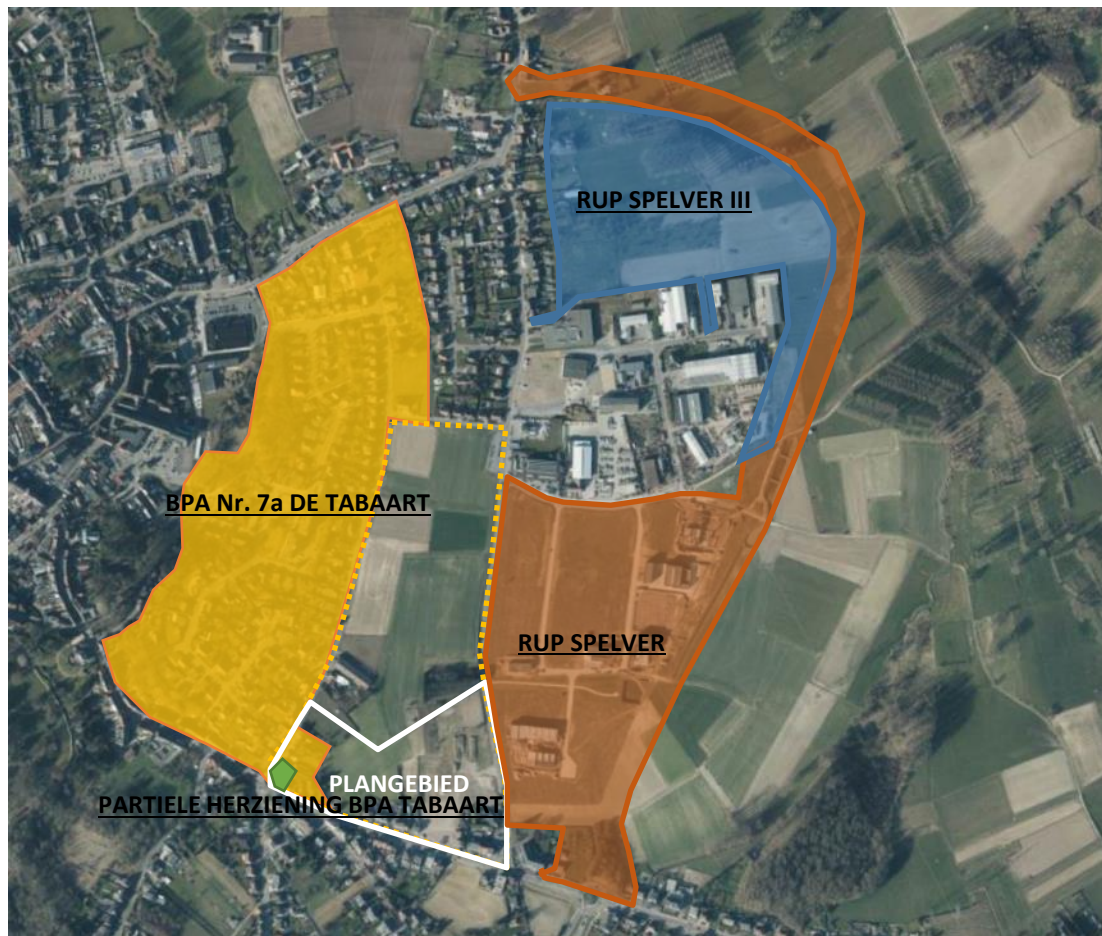 RUP SPELVER III
BPA Nr. 7a DE TABAART
RUP SPELVER
PLANGEBIED
PARTIELE HERZIENING BPA TABAART